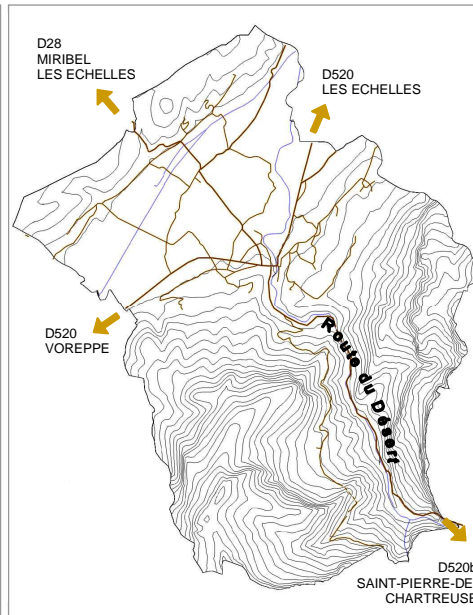 D28
MIRIBEL
LES ECHELLES
D520
LES ECHELLES
D520
VOREPPE
Route du Désert
D520b
SAINT-PIERRE-DE
CHARTREUSE